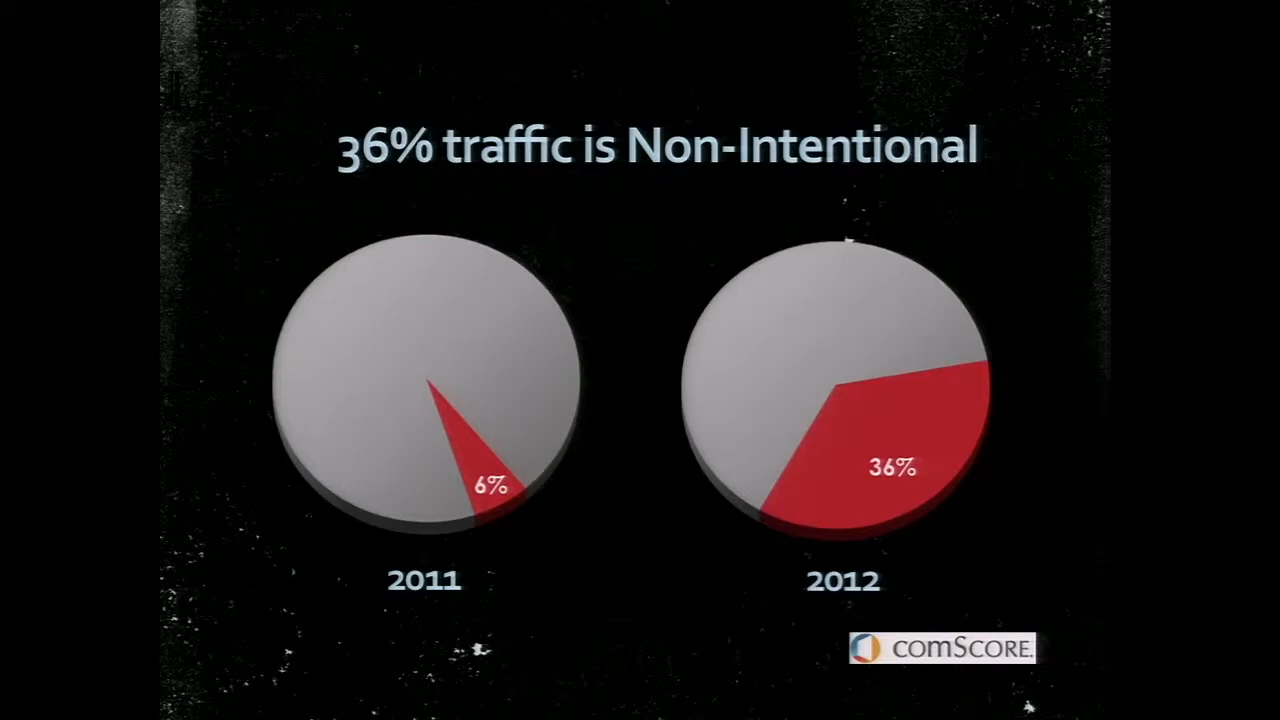 36% traffic is Non-Intentional
6%
36%
2011
2012
comScore.